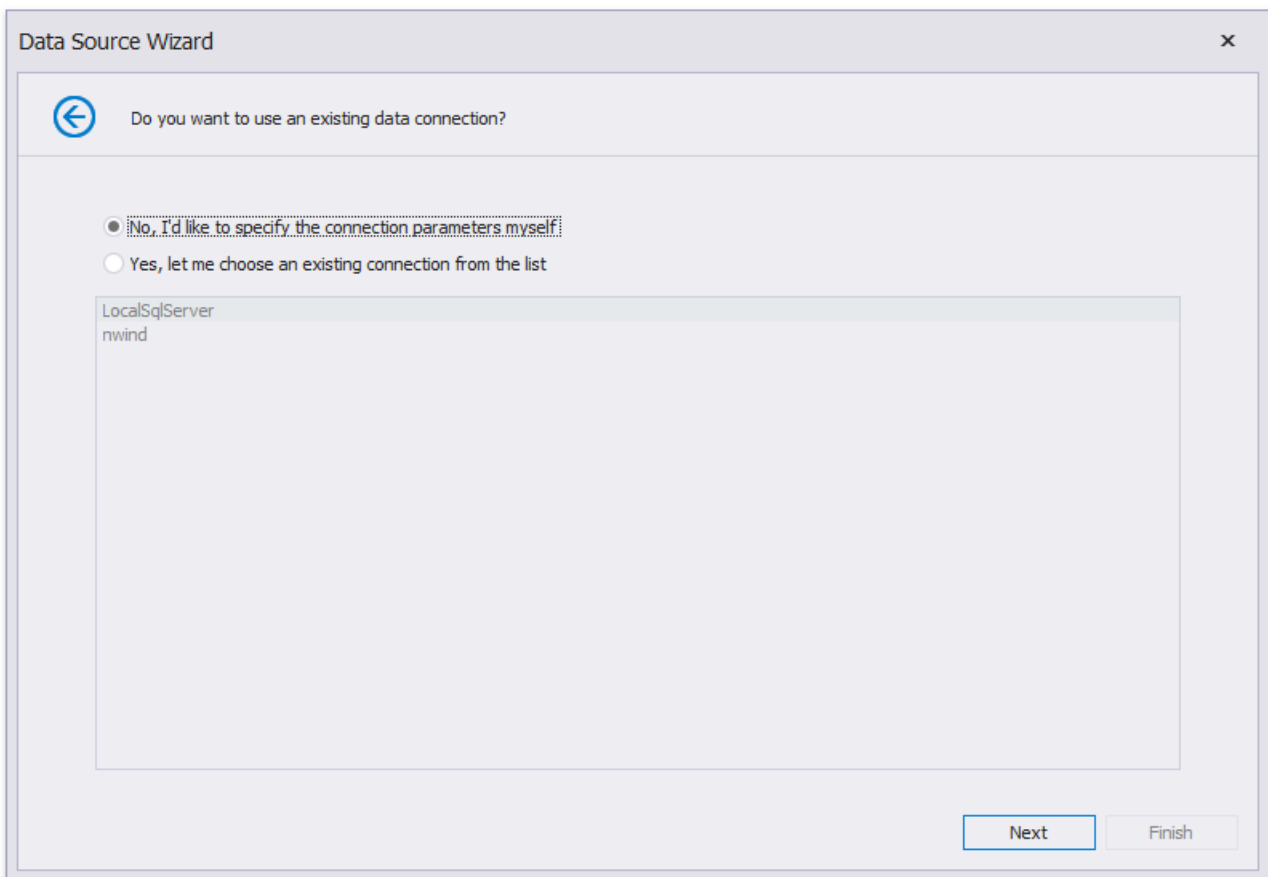 Data Source Wizard
Do you want to use an existing data connection?
No, I'd like to specify the connection parameters myself
Yes, let me choose an existing connection from the list
LocalSqlServer
nwind
Next Finish